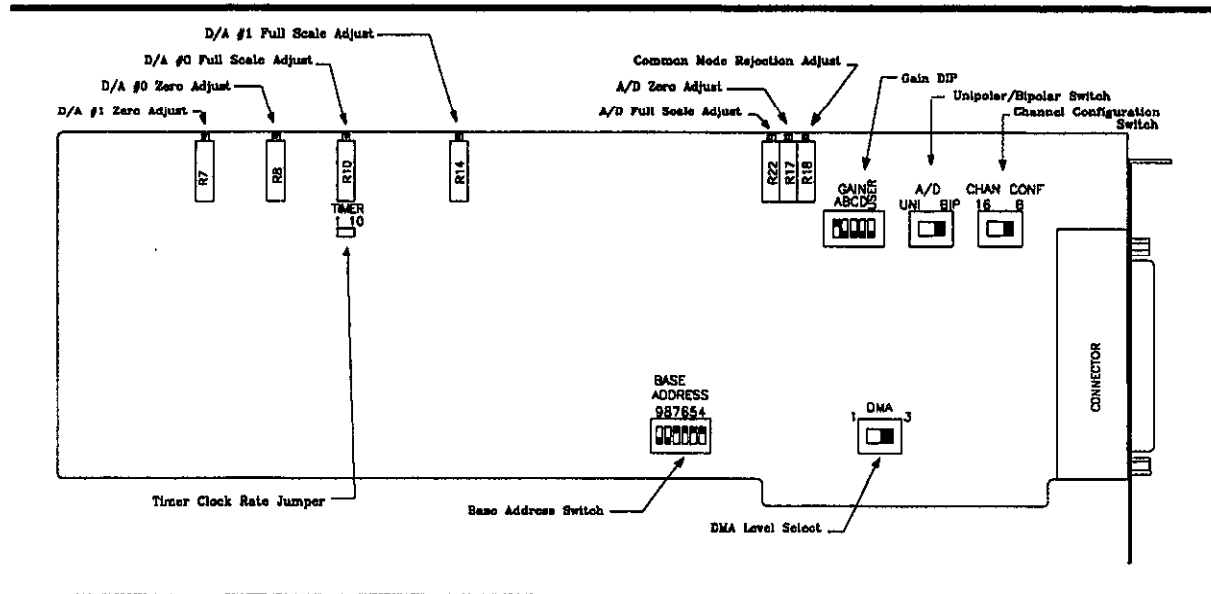 D/A #1 Full Scale Adjust
D/A #0 Full Scale Adjust
D/A #0 Zero Adjust
D/A #1 Zero Adjust
Common Mode Rejection Adjust
A/D Zero Adjust
A/D Full Scale Adjust
Gain DIP
Unipolar/Bipolar Switch
Channel Configuration
Switch
R7
R8
R10
R14
R22
R17
R18
TIMER
1 10
GAIN
ABCD
USER
A/D
UNI BIP
CHAN CONF
16 8
CONNECTOR
BASE
ADDRESS
987654
DMA
1 3
Timer Clock Rate Jumper
Base Address Switch
DMA Level Select